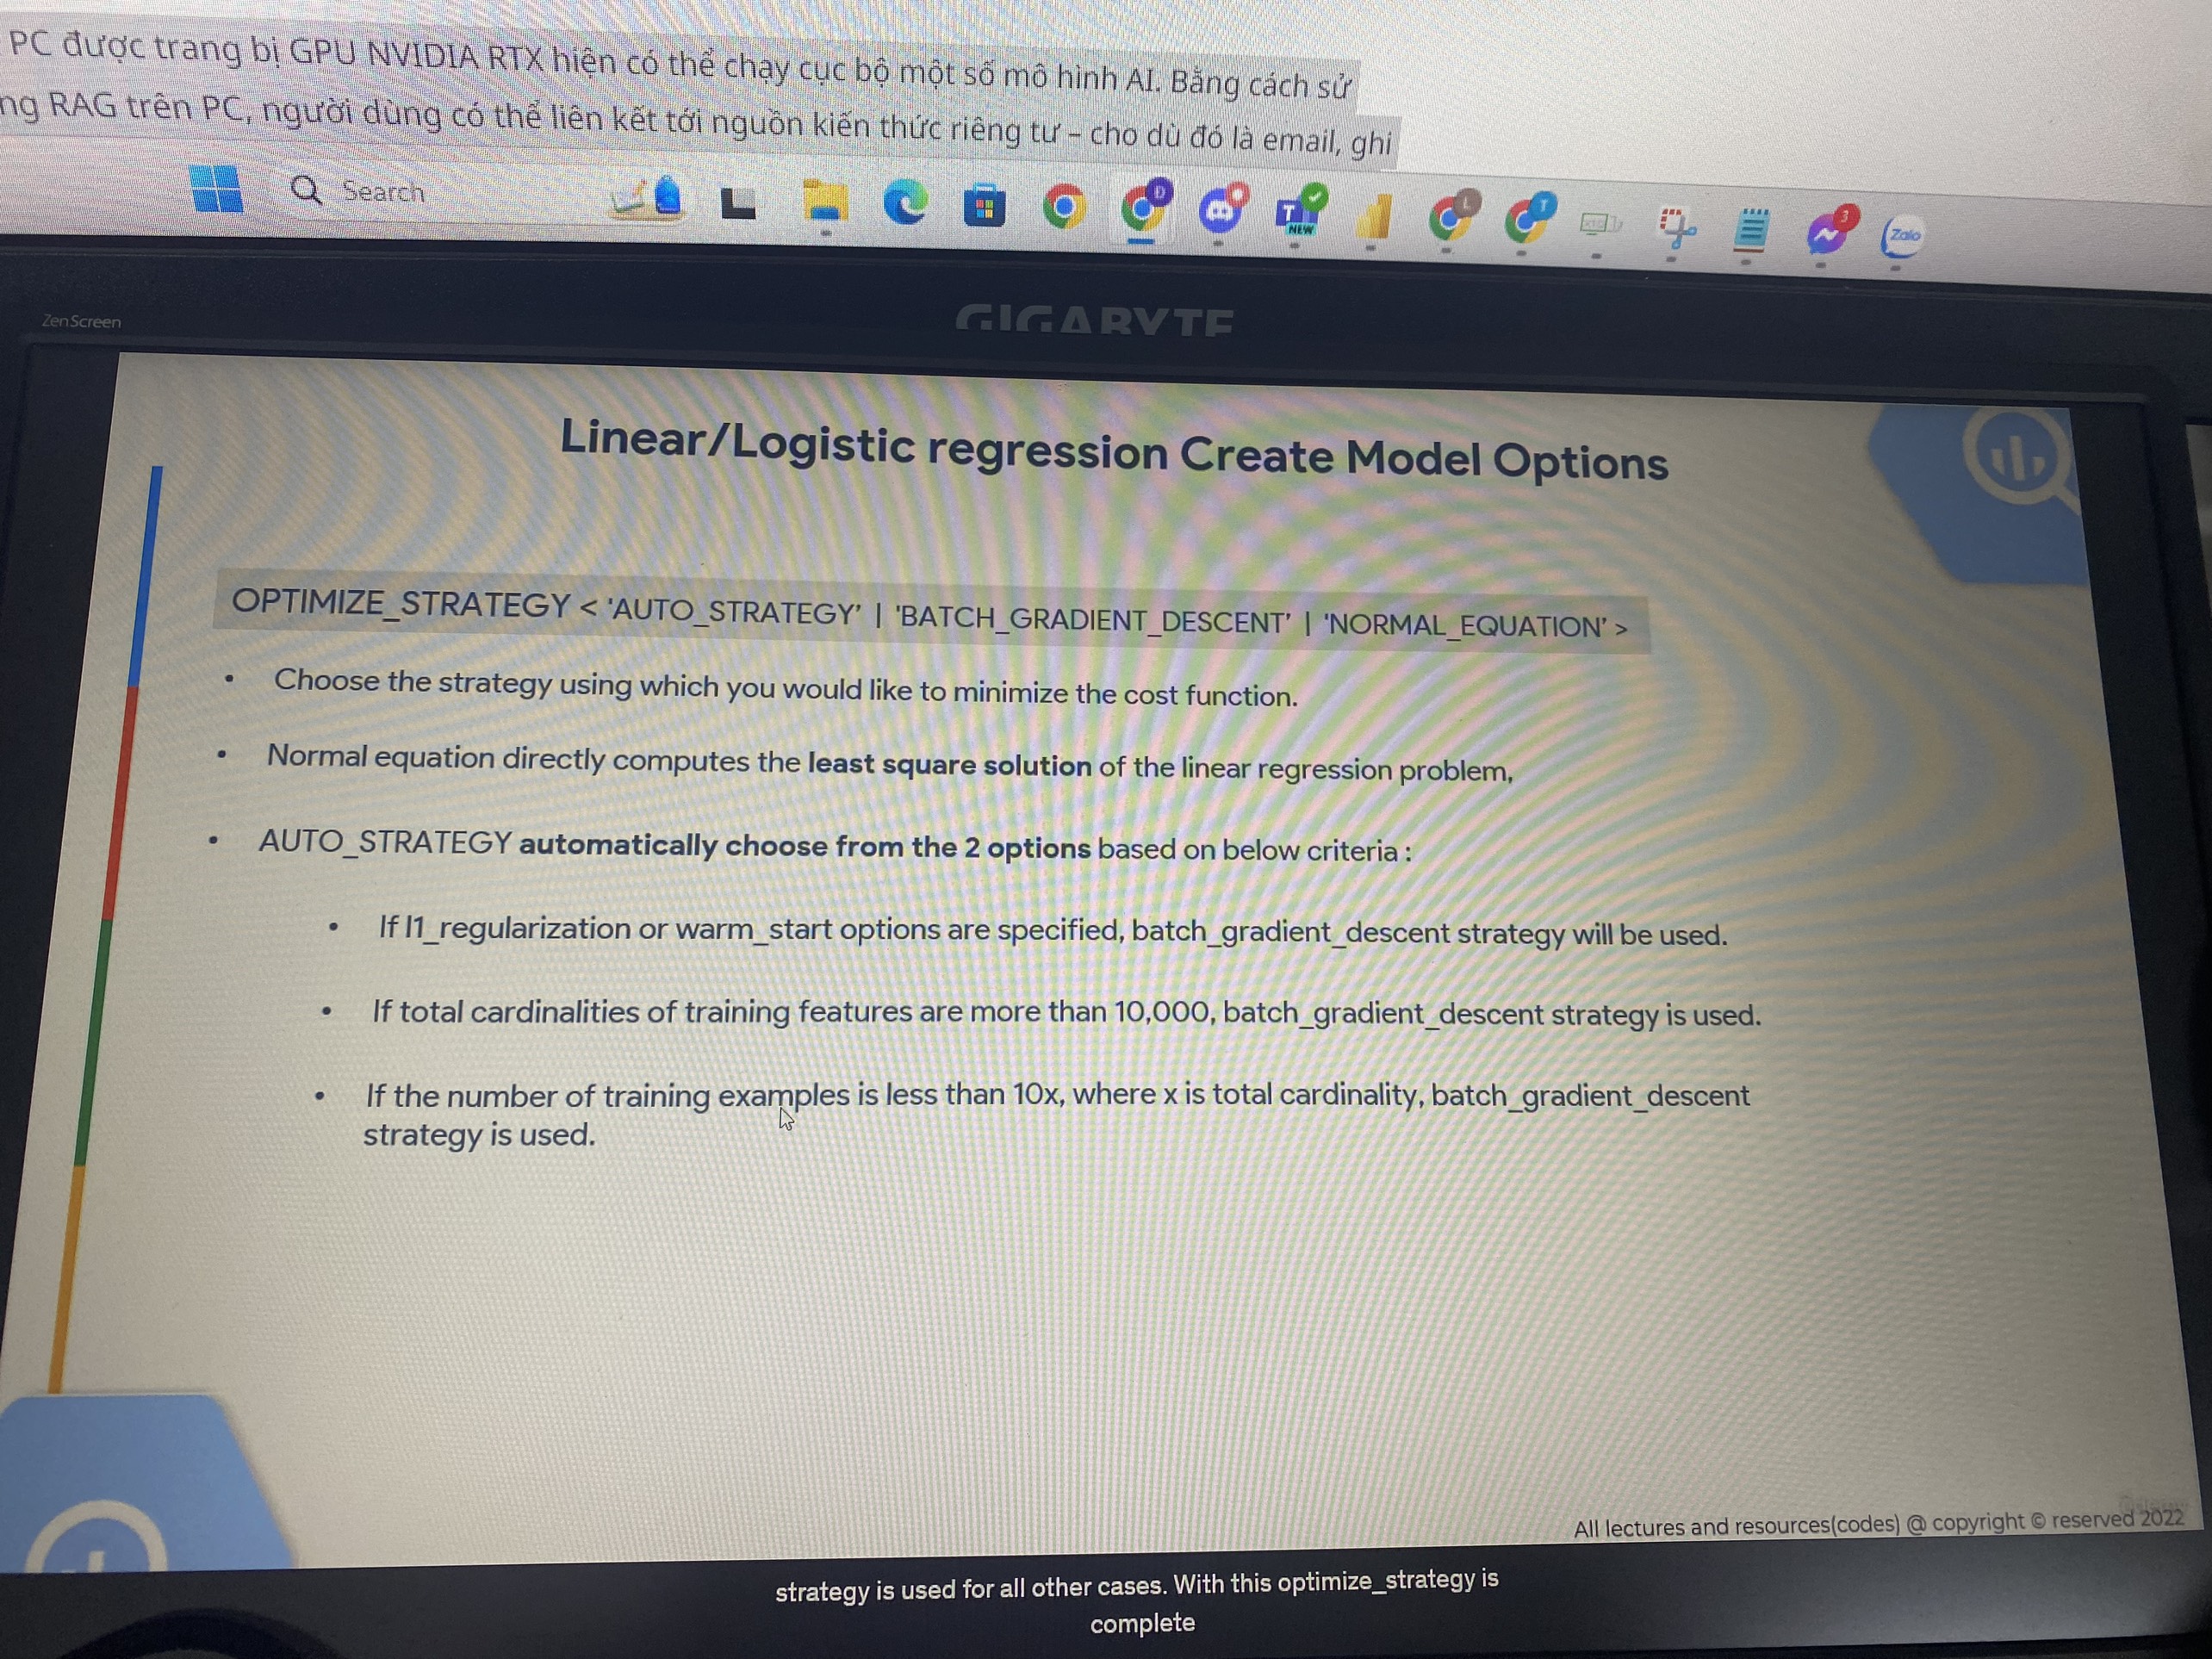 PC được trang bị GPU NVIDIA RTX hiện có thể chạy cục bộ một số mô hình AI. Bằng cách sử
ng RAG trên PC, người dùng có thể liên kết tới nguồn kiến thức riêng tư – cho dù đó là email, ghi
Search
D
T
NEW
L
T
3
Zalo
ZenScreen
GIGABYTE
Linear/Logistic regression Create Model Options
OPTIMIZE_STRATEGY < 'AUTO_STRATEGY' | 'BATCH_GRADIENT_DESCENT' | 'NORMAL_EQUATION' >
• Choose the strategy using which you would like to minimize the cost function.
• Normal equation directly computes the least square solution of the linear regression problem,
• AUTO_STRATEGY automatically choose from the 2 options based on below criteria :
• If l1_regularization or warm_start options are specified, batch_gradient_descent strategy will be used.
• If total cardinalities of training features are more than 10,000, batch_gradient_descent strategy is used.
• If the number of training examples is less than 10x, where x is total cardinality, batch_gradient_descent
strategy is used.
All lectures and resources(codes) @ copyright © reserved 2022
strategy is used for all other cases. With this optimize_strategy is
complete